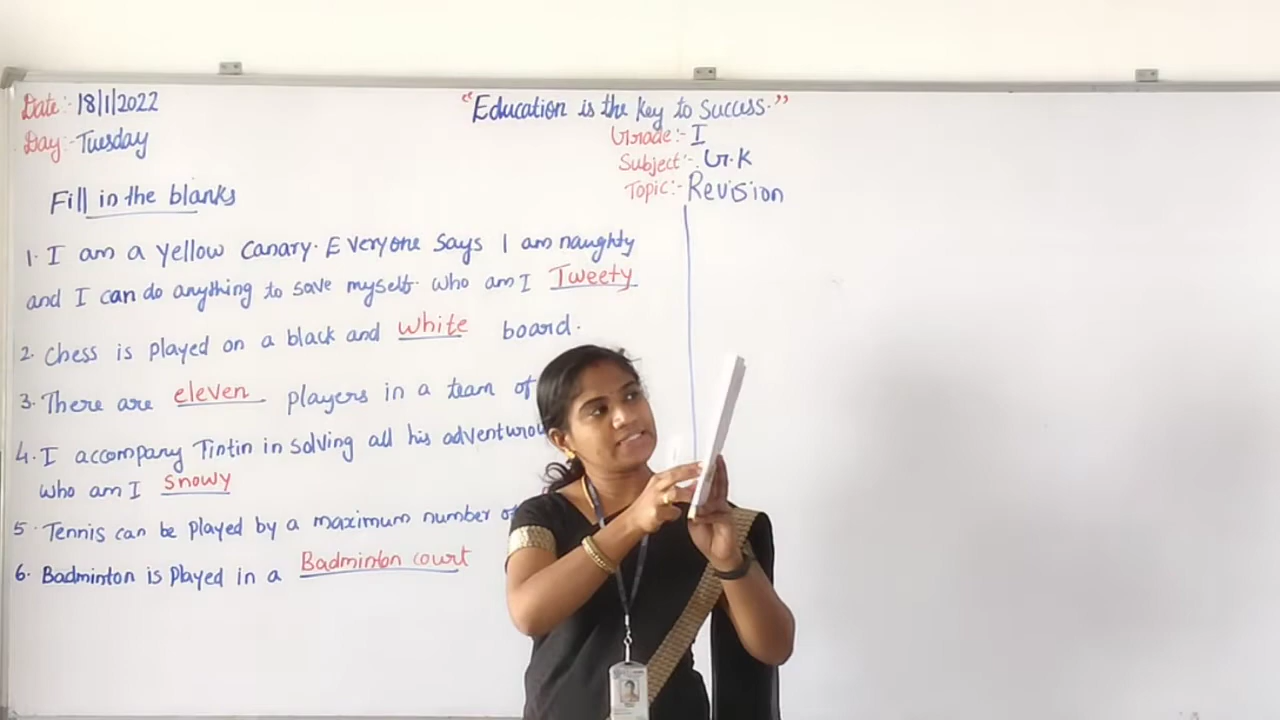 Date:- 18/1/2022
Day:- Tuesday
"Education is the key to success."
Grade:- I
Subject:- G.K
Topic:- Revision
Fill in the blanks
1. I am a yellow canary. Everyone says I am naughty
and I can do anything to save myself. who am I Tweety
2. Chess is played on a black and white board.
3. There are eleven players in a team of
4. I accompany Tintin in solving all his
who am I Snowy
5. Tennis can be played by a maximum number of
6. Badminton is played in a Badminton court